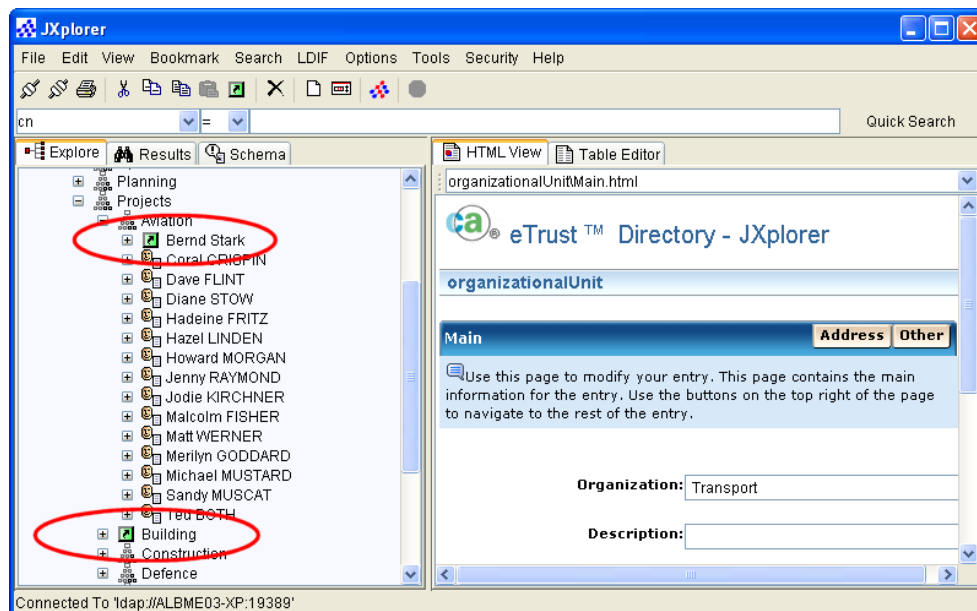 JXplorer
File Edit View Bookmark Search LDIF Options Tools Security Help
cn = Quick Search
Explore Results Schema
Planning
Projects
Aviation
Bernd Stark
Coral CRISPIN
Dave FLINT
Diane STOW
Hadeine FRITZ
Hazel LINDEN
Howard MORGAN
Jenny RAYMOND
Jodie KIRCHNER
Malcolm FISHER
Matt WERNER
Merilyn GODDARD
Michael MUSTARD
Sandy MUSCAT
Ted BOTH
Building
Construction
Defence
HTML View Table Editor
organizationalUnit\Main.html
ca® eTrust ™ Directory - JXplorer
organizationalUnit
Main Address Other
Use this page to modify your entry. This page contains the main
information for the entry. Use the buttons on the top right of the page
to navigate to the rest of the entry.
Organization: Transport
Description:
Connected To 'ldap://ALBME03-XP:19389'